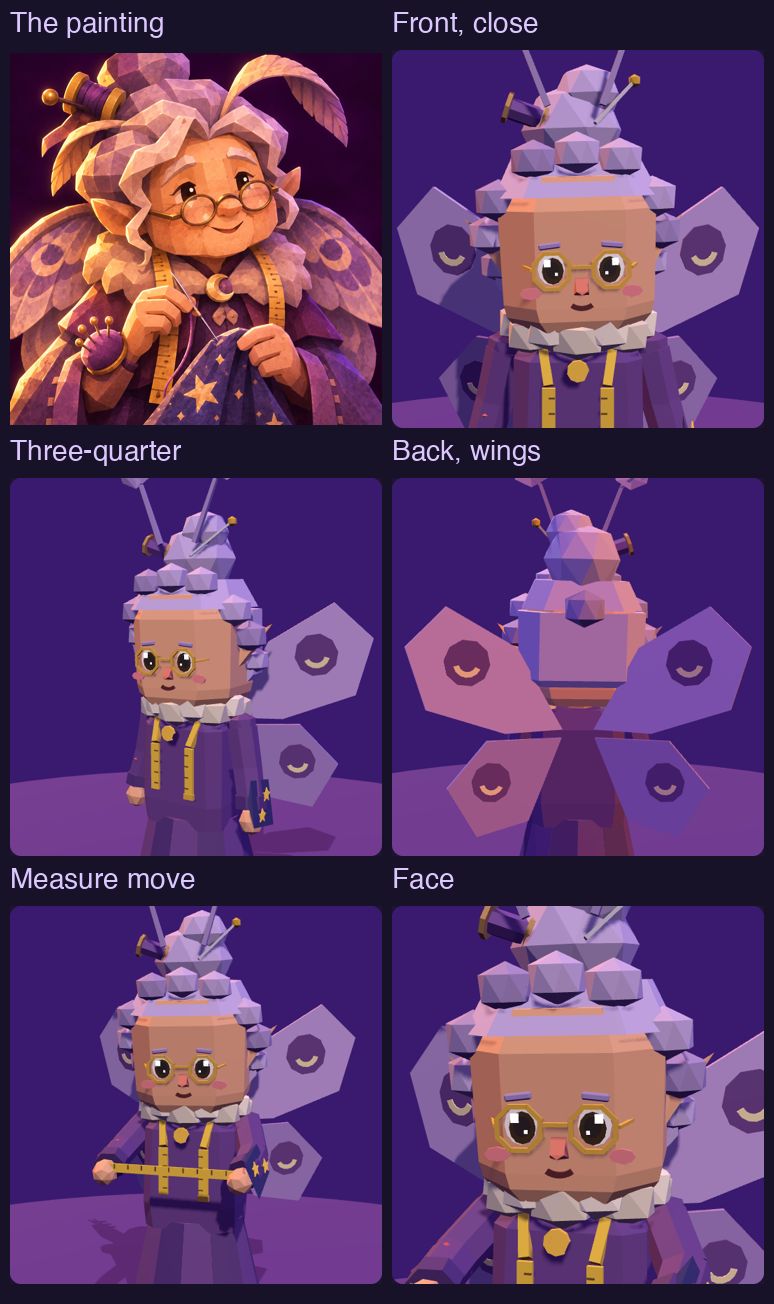 The painting
Front, close
Three-quarter
Back, wings
Measure move
Face